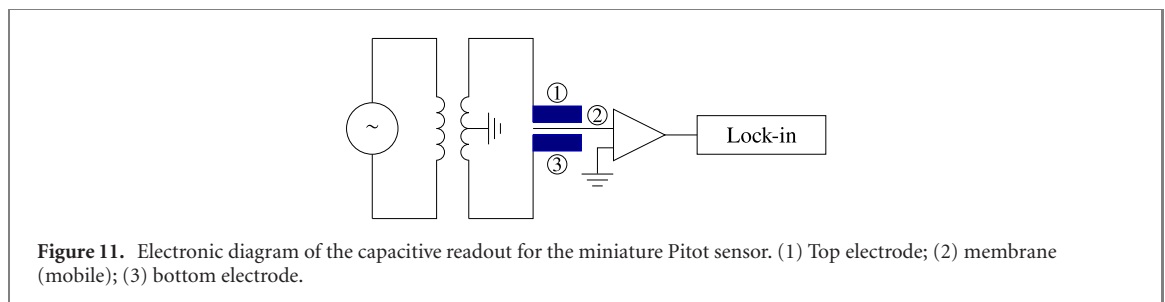 ①
②
~
Lock-in
③
Figure 11. Electronic diagram of the capacitive readout for the miniature Pitot sensor. (1) Top electrode; (2) membrane
(mobile); (3) bottom electrode.